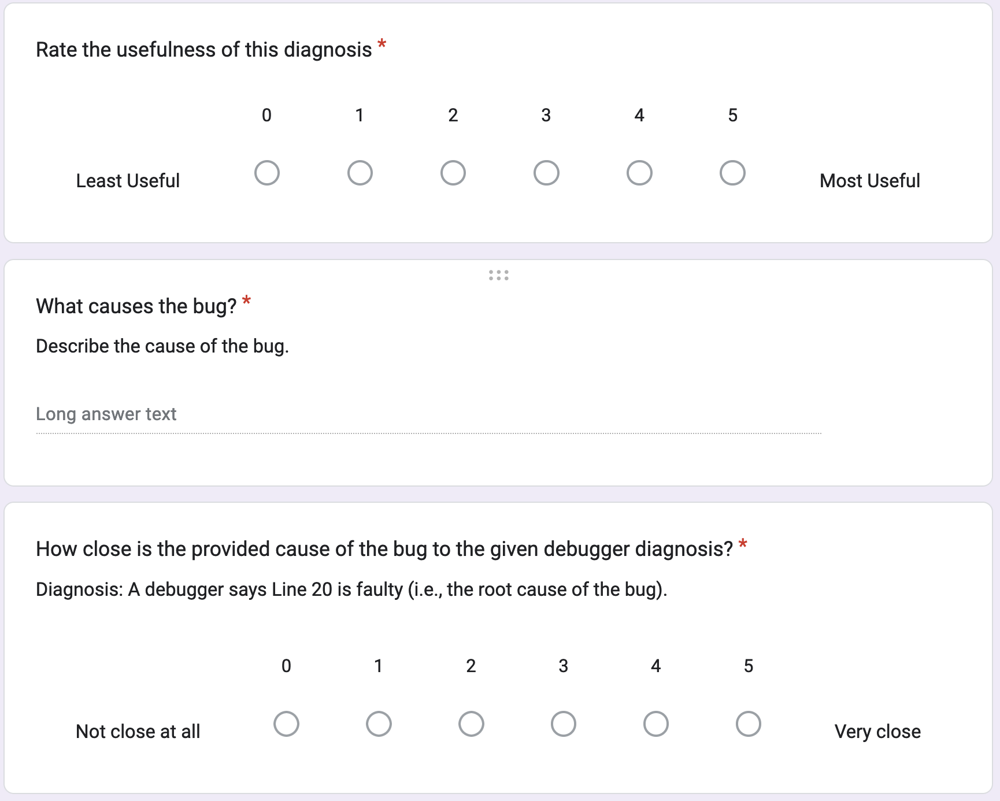 Rate the usefulness of this diagnosis *
0 1 2 3 4 5
Least Useful Most Useful
What causes the bug? *
Describe the cause of the bug.
Long answer text
How close is the provided cause of the bug to the given debugger diagnosis? *
Diagnosis: A debugger says Line 20 is faulty (i.e., the root cause of the bug).
0 1 2 3 4 5
Not close at all Very close